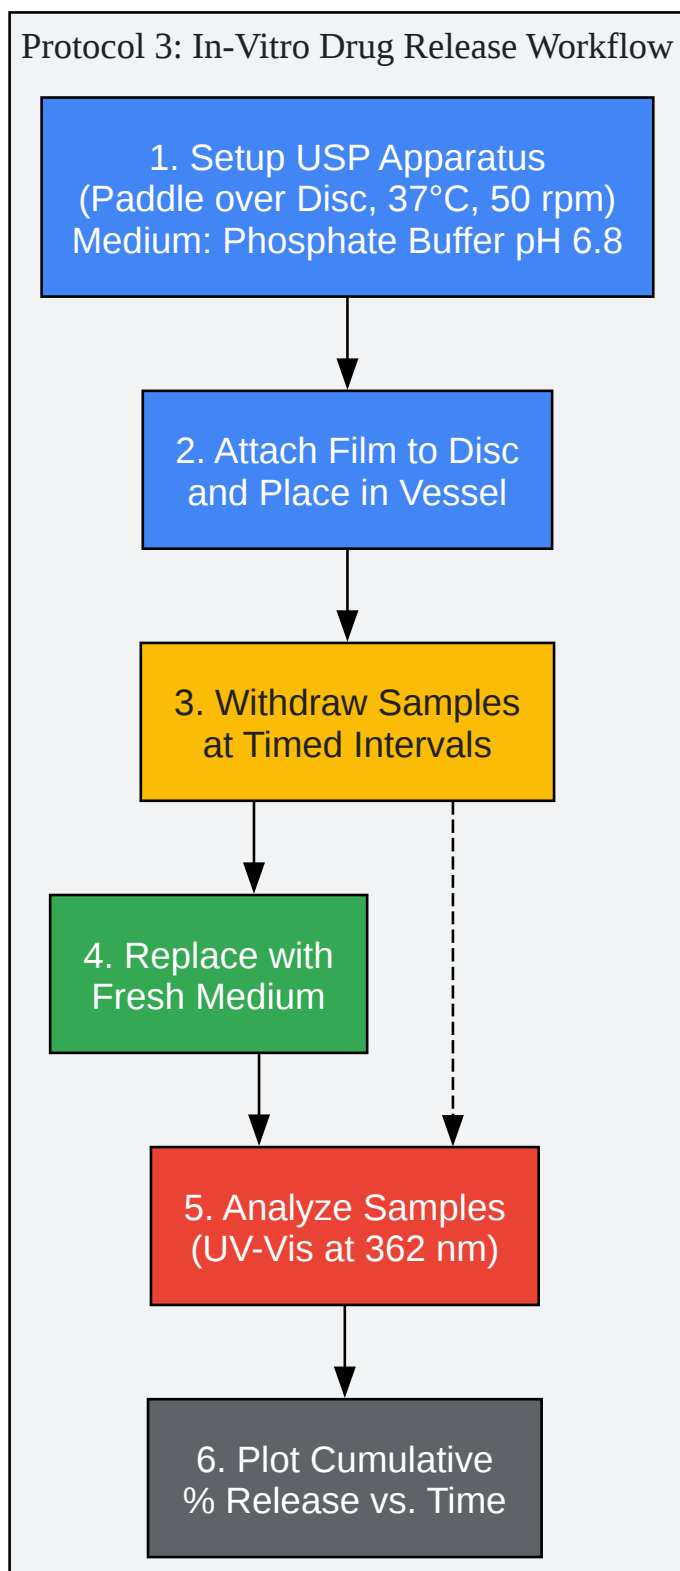 Protocol 3: In-Vitro Drug Release Workflow
1. Setup USP Apparatus
(Paddle over Disc, 37°C, 50 rpm)
Medium: Phosphate Buffer pH 6.8
2. Attach Film to Disc
and Place in Vessel
3. Withdraw Samples
at Timed Intervals
4. Replace with
Fresh Medium
5. Analyze Samples
(UV-Vis at 362 nm)
6. Plot Cumulative
% Release vs. Time